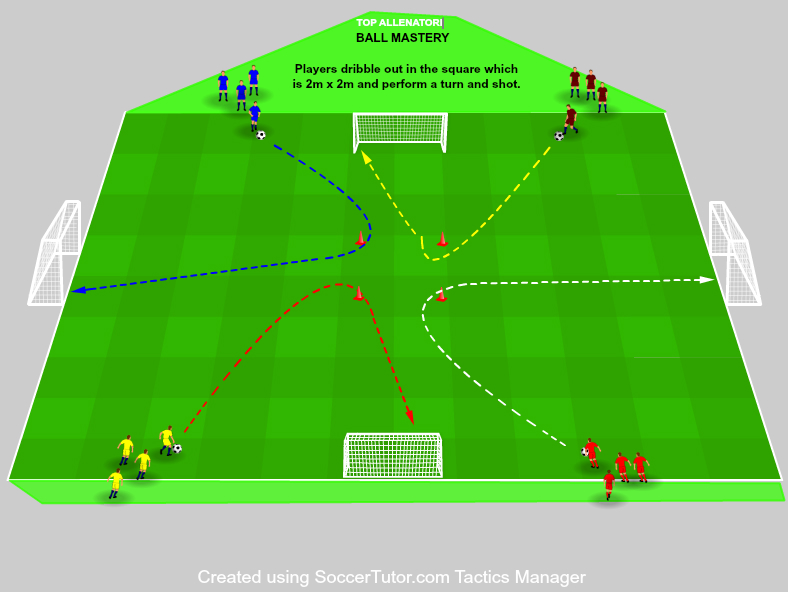 TOP ALLENATORI
BALL MASTERY
Players dribble out in the square which
is 2m x 2m and perform a turn and shot.
Created using SoccerTutor.com Tactics Manager